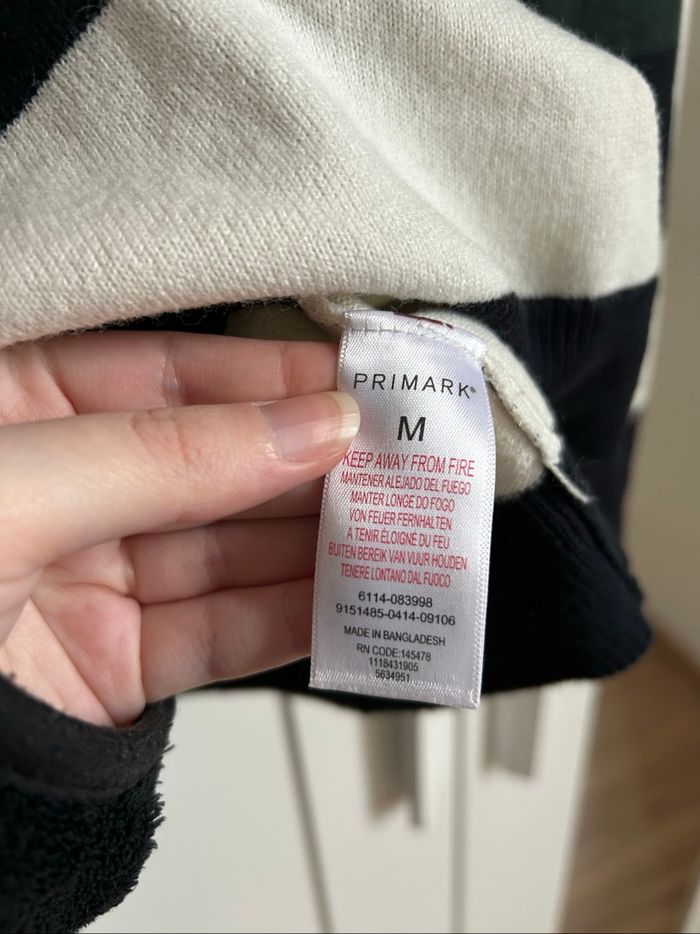 PRIMARK®
M
KEEP AWAY FROM FIRE
MANTENER ALEJADO DEL FUEGO
MANTER LONGE DO FOGO
VON FEUER FERNHALTEN
A TENIR ÉLOIGNÉ DU FEU
BUITEN BEREIK VAN VUUR HOUDEN
TENERE LONTANO DAL FUOCO
6114-083998
9151485-0414-09106
MADE IN BANGLADESH
RN CODE:145478
1118431905
5634951